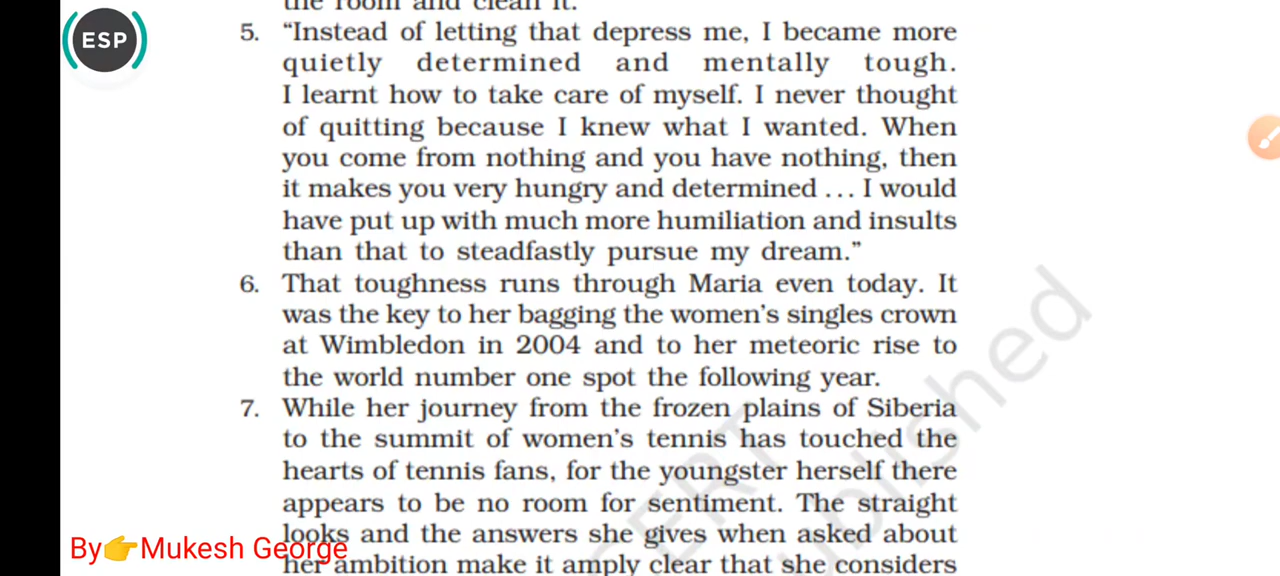 the room and clean it.
ESP
5. “Instead of letting that depress me, I became more
quietly determined and mentally tough.
I learnt how to take care of myself. I never thought
of quitting because I knew what I wanted. When
you come from nothing and you have nothing, then
it makes you very hungry and determined ... I would
have put up with much more humiliation and insults
than that to steadfastly pursue my dream.”
6. That toughness runs through Maria even today. It
was the key to her bagging the women’s singles crown
at Wimbledon in 2004 and to her meteoric rise to
the world number one spot the following year.
7. While her journey from the frozen plains of Siberia
to the summit of women’s tennis has touched the
hearts of tennis fans, for the youngster herself there
appears to be no room for sentiment. The straight
looks and the answers she gives when asked about
her ambition make it amply clear that she considers
By👉Mukesh George